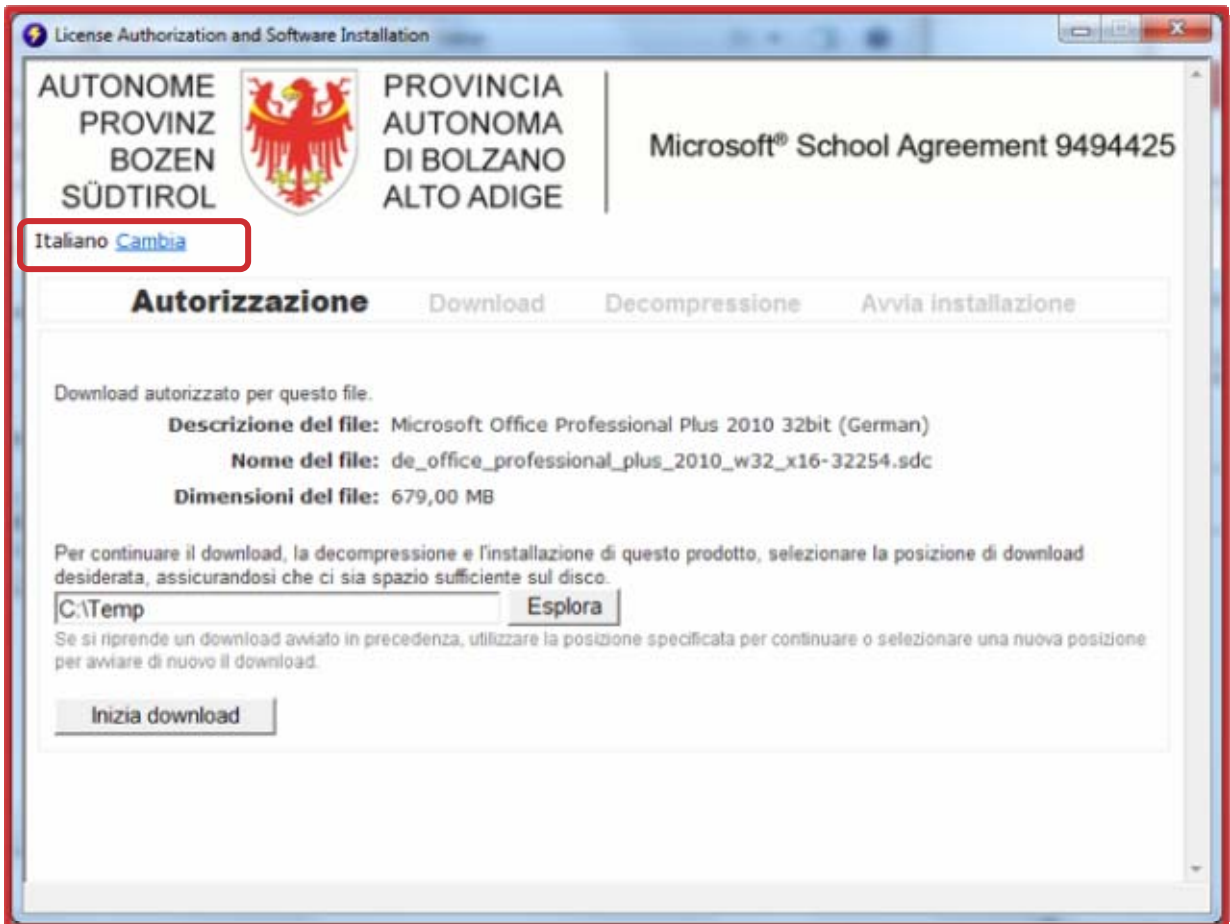 License Authorization and Software Installation
AUTONOME
PROVINZ
BOZEN
SÜDTIROL
PROVINCIA
AUTONOMA
DI BOLZANO
ALTO ADIGE
Microsoft® School Agreement 9494425
Italiano Cambia
Autorizzazione Download Decompressione Avvia installazione
Download autorizzato per questo file.
Descrizione del file: Microsoft Office Professional Plus 2010 32bit (German)
Nome del file: de_office_professional_plus_2010_w32_x16-32254.sdc
Dimensioni del file: 679,00 MB
Per continuare il download, la decompressione e l'installazione di questo prodotto, selezionare la posizione di download
desiderata, assicurandosi che ci sia spazio sufficiente sul disco.
C:\Temp Esplora
Se si riprende un download avviato in precedenza, utilizzare la posizione specificata per continuare o selezionare una nuova posizione
per avviare di nuovo il download.
Inizia download